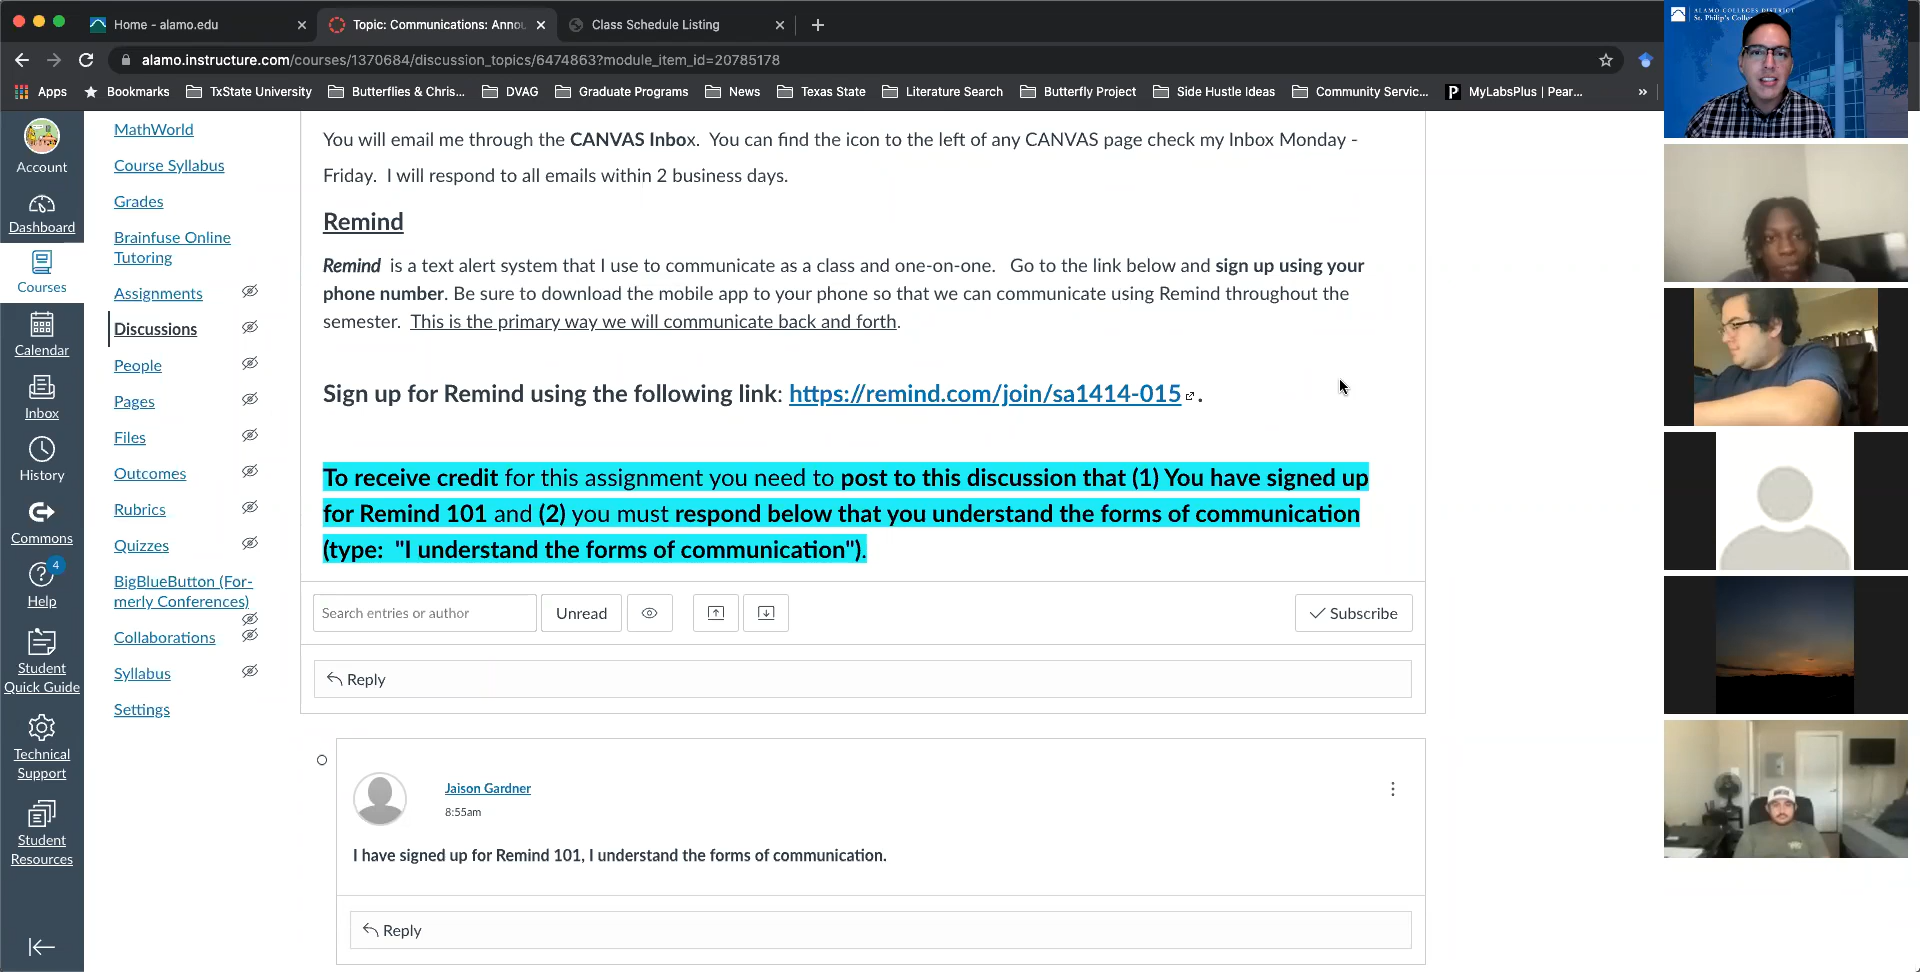 Home - alamo.edu
Topic: Communications: Annou
Class Schedule Listing
alamo.instructure.com/courses/1370684/discussion_topics/6474863?module_item_id=20785178
Apps
Bookmarks
TxState University
Butterflies & Chris...
DVAG
Graduate Programs
News
Texas State
Literature Search
Butterfly Project
Side Hustle Ideas
Community Servic...
MyLabsPlus | Pear...
»
ALAMO COLLEGES DISTRICT
St. Philip's
Account
Dashboard
Courses
Calendar
Inbox
History
Commons
4
Help
Student
Quick Guide
Technical
Support
Student
Resources
MathWorld
Course Syllabus
Grades
Brainfuse Online
Tutoring
Assignments
Discussions
People
Pages
Files
Outcomes
Rubrics
Quizzes
BigBlueButton (For-
merly Conferences)
Collaborations
Syllabus
Settings
You will email me through the CANVAS Inbox. You can find the icon to the left of any CANVAS page check my Inbox Monday -
Friday. I will respond to all emails within 2 business days.
Remind
Remind is a text alert system that I use to communicate as a class and one-on-one. Go to the link below and sign up using your
phone number. Be sure to download the mobile app to your phone so that we can communicate using Remind throughout the
semester. This is the primary way we will communicate back and forth.
Sign up for Remind using the following link: https://remind.com/join/sa1414-015 .
To receive credit for this assignment you need to post to this discussion that (1) You have signed up
for Remind 101 and (2) you must respond below that you understand the forms of communication
(type: "I understand the forms of communication").
Search entries or author
Unread
Subscribe
Reply
Jaison Gardner
8:55am
I have signed up for Remind 101, I understand the forms of communication.
Reply